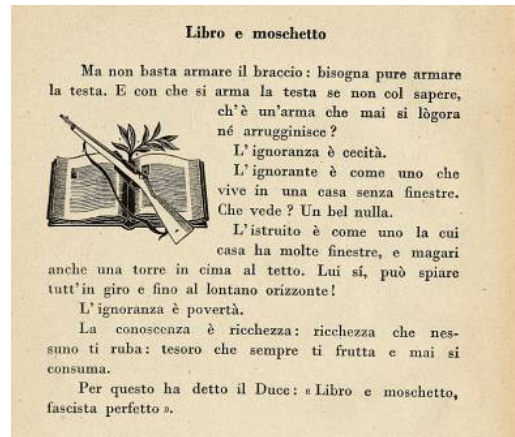 Libro e moschetto
Ma non basta armare il braccio: bisogna pure armare
la testa. E con che si arma la testa se non col sapere,
ch'è un'arma che mai si lògora
né arrugginisce?
L'ignoranza è cecità.
L'ignorante è come uno che
vive in una casa senza finestre.
Che vede? Un bel nulla.
L'istruito è come uno la cui
casa ha molte finestre, e magari
anche una torre in cima al tetto. Lui sí, può spiare
tutt'in giro e fino al lontano orizzonte!
L'ignoranza è povertà.
La conoscenza è ricchezza: ricchezza che nes-
suno ti ruba: tesoro che sempre ti frutta e mai si
consuma.
Per questo ha detto il Duce: « Libro e moschetto,
fascista perfetto ».